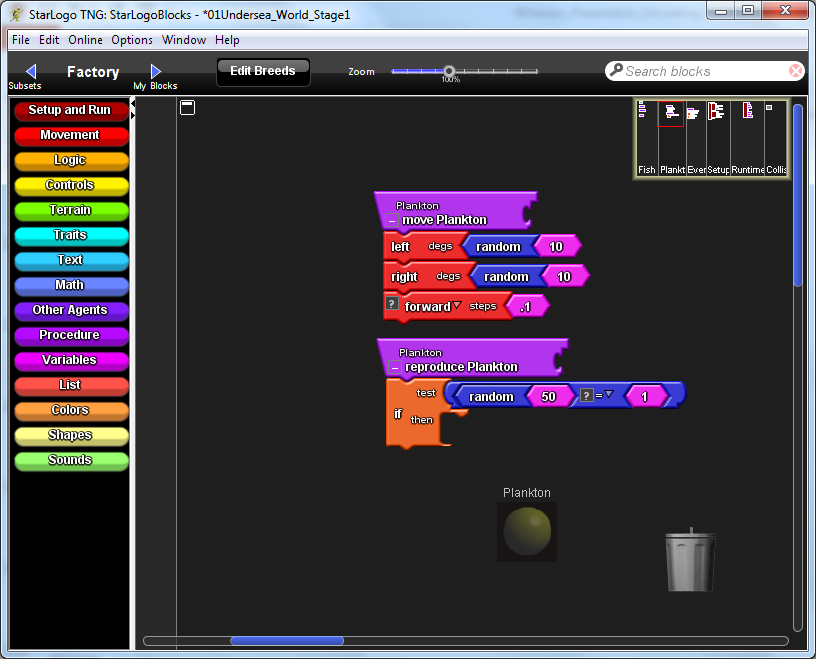 StarLogo TNG: StarLogoBlocks - *01Undersea_World_Stage1
File Edit Online Options Window Help
Subsets
Factory
My Blocks
Edit Breeds
Zoom
100%
Search blocks
Setup and Run
Movement
Logic
Controls
Terrain
Traits
Text
Math
Other Agents
Procedure
Variables
List
Colors
Shapes
Sounds
Fish Plankt Ever Setup Runtime Collis
Plankton
move Plankton
left degs random 10
right degs random 10
? forward steps .1
Plankton
reproduce Plankton
test random 50 ? = 1
if
then
Plankton